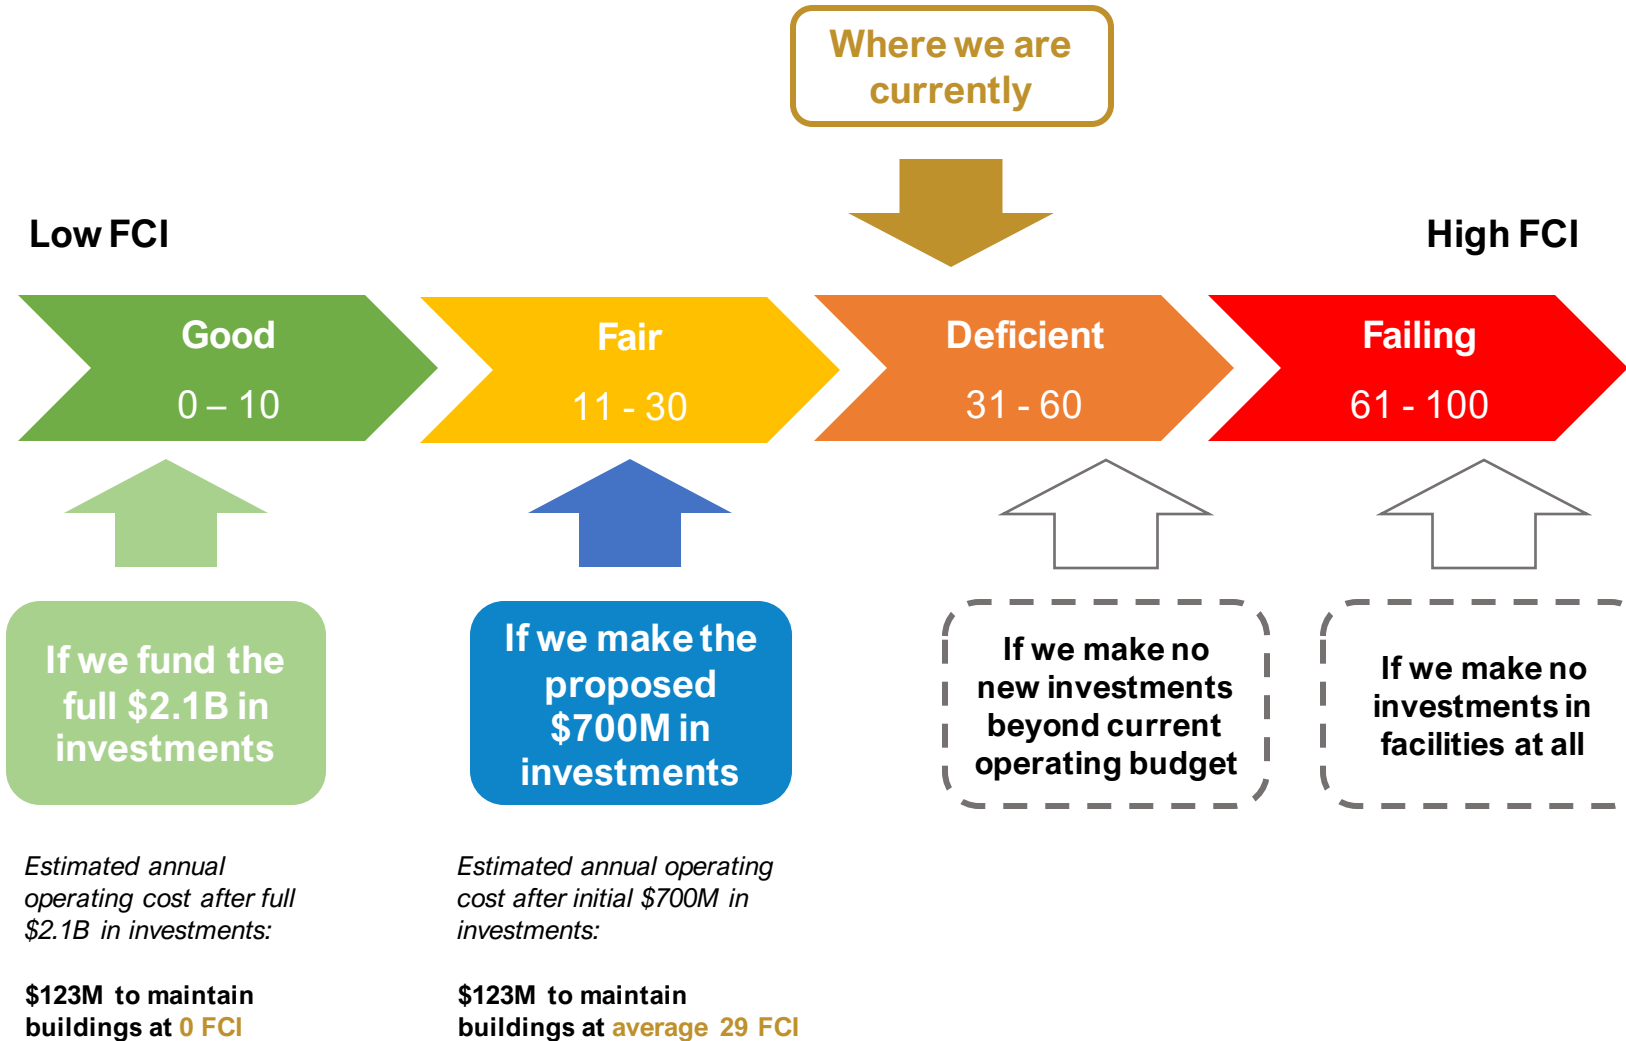 Where we are
currently
Low FCI
High FCI
Good
0 – 10
Fair
11 - 30
Deficient
31 - 60
Failing
61 - 100
If we fund the
full $2.1B in
investments
If we make the
proposed
$700M in
investments
If we make no
new investments
beyond current
operating budget
If we make no
investments in
facilities at all
Estimated annual
operating cost after full
$2.1B in investments:
$123M to maintain
buildings at 0 FCI
Estimated annual operating
cost after initial $700M in
investments:
$123M to maintain
buildings at average 29 FCI